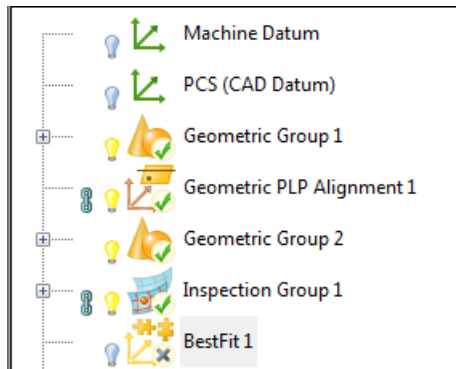 Machine Datum
PCS (CAD Datum)
Geometric Group 1
Geometric PLP Alignment 1
Geometric Group 2
Inspection Group 1
BestFit 1